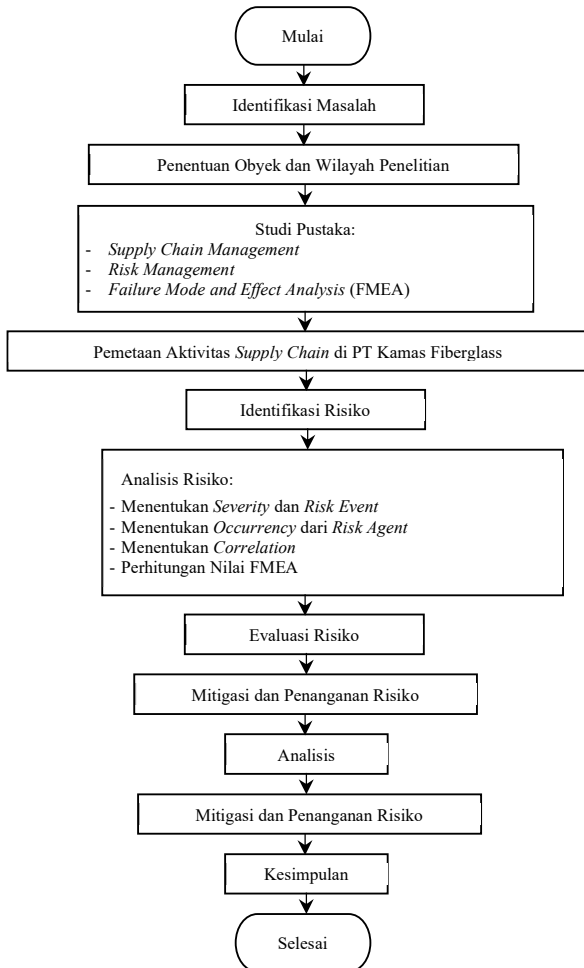 Mulai
Identifikasi Masalah
Penentuan Obyek dan Wilayah Penelitian
Studi Pustaka:
- Supply Chain Management
- Risk Management
- Failure Mode and Effect Analysis (FMEA)
Pemetaan Aktivitas Supply Chain di PT Kamas Fiberglass
Identifikasi Risiko
Analisis Risiko:
- Menentukan Severity dan Risk Event
- Menentukan Occurrency dari Risk Agent
- Menentukan Correlation
- Perhitungan Nilai FMEA
Evaluasi Risiko
Mitigasi dan Penanganan Risiko
Analisis
Mitigasi dan Penanganan Risiko
Kesimpulan
Selesai